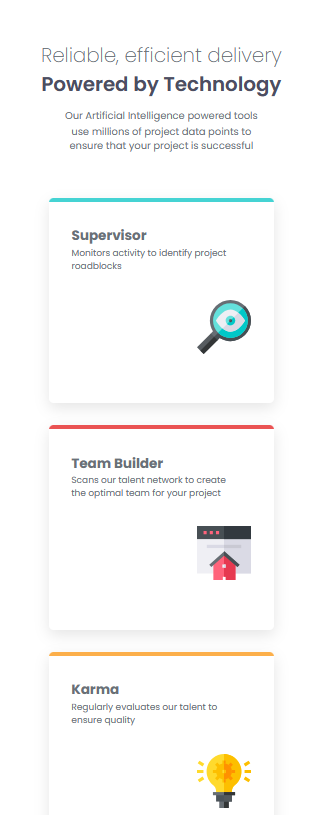 Reliable, efficient delivery
Powered by Technology
Our Artificial Intelligence powered tools
use millions of project data points to
ensure that your project is successful
Supervisor
Monitors activity to identify project
roadblocks
Team Builder
Scans our talent network to create
the optimal team for your project
Karma
Regularly evaluates our talent to
ensure quality